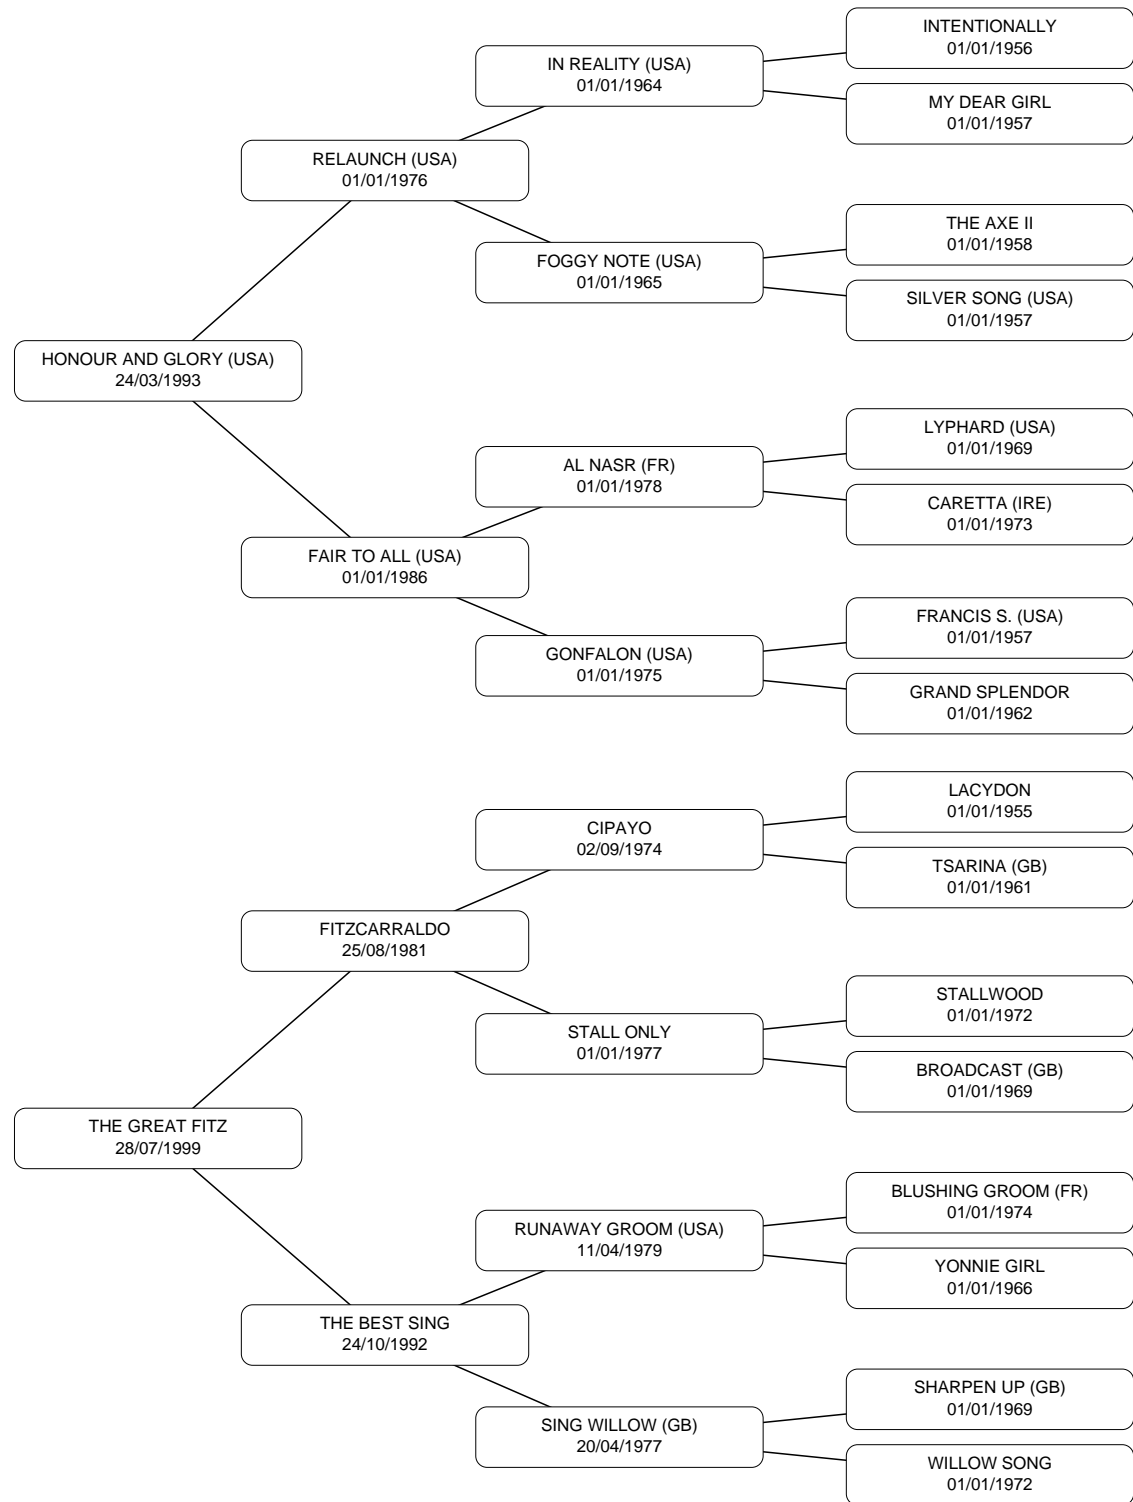 INTENTIONALLY
01/01/1956
IN REALITY (USA)
01/01/1964
MY DEAR GIRL
01/01/1957
RELAUNCH (USA)
01/01/1976
THE AXE II
01/01/1958
FOGGY NOTE (USA)
01/01/1965
SILVER SONG (USA)
01/01/1957
HONOUR AND GLORY (USA)
24/03/1993
LYPHARD (USA)
01/01/1969
AL NASR (FR)
01/01/1978
CARETTA (IRE)
01/01/1973
FAIR TO ALL (USA)
01/01/1986
FRANCIS S. (USA)
01/01/1957
GONFALON (USA)
01/01/1975
GRAND SPLENDOR
01/01/1962
LACYDON
01/01/1955
CIPAYO
02/09/1974
TSARINA (GB)
01/01/1961
FITZCARRALDO
25/08/1981
STALLWOOD
01/01/1972
STALL ONLY
01/01/1977
BROADCAST (GB)
01/01/1969
THE GREAT FITZ
28/07/1999
BLUSHING GROOM (FR)
01/01/1974
RUNAWAY GROOM (USA)
11/04/1979
YONNIE GIRL
01/01/1966
THE BEST SING
24/10/1992
SHARPEN UP (GB)
01/01/1969
SING WILLOW (GB)
20/04/1977
WILLOW SONG
01/01/1972